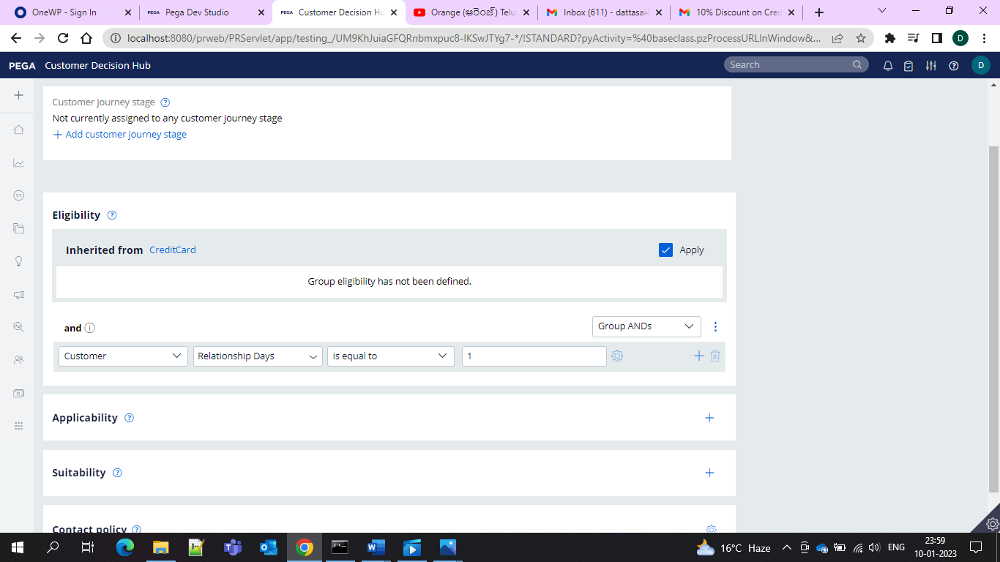 OneWP - Sign In
PEGA Pega Dev Studio
PEGA Customer Decision Hu
Orange (ఆరెంజ్) Telu
Inbox (611) - dattasai4
10% Discount on Cred
localhost:8080/prweb/PRServlet/app/testing_/UM9KhJuiaGFQRnbmxpuc8-IKSwJTYg7-*/!STANDARD?pyActivity=%40baseclass.pzProcessURLInWindow&...
D
PEGA Customer Decision Hub
Search
D
Customer journey stage ?
Not currently assigned to any customer journey stage
+ Add customer journey stage
1:1
Eligibility ?
Inherited from CreditCard
Apply
Group eligibility has not been defined.
and
Group ANDs
Customer
Relationship Days
is equal to
1
Applicability ?
Suitability ?
Contact policy ?
16°C Haze
ENG
23:59
10-01-2023